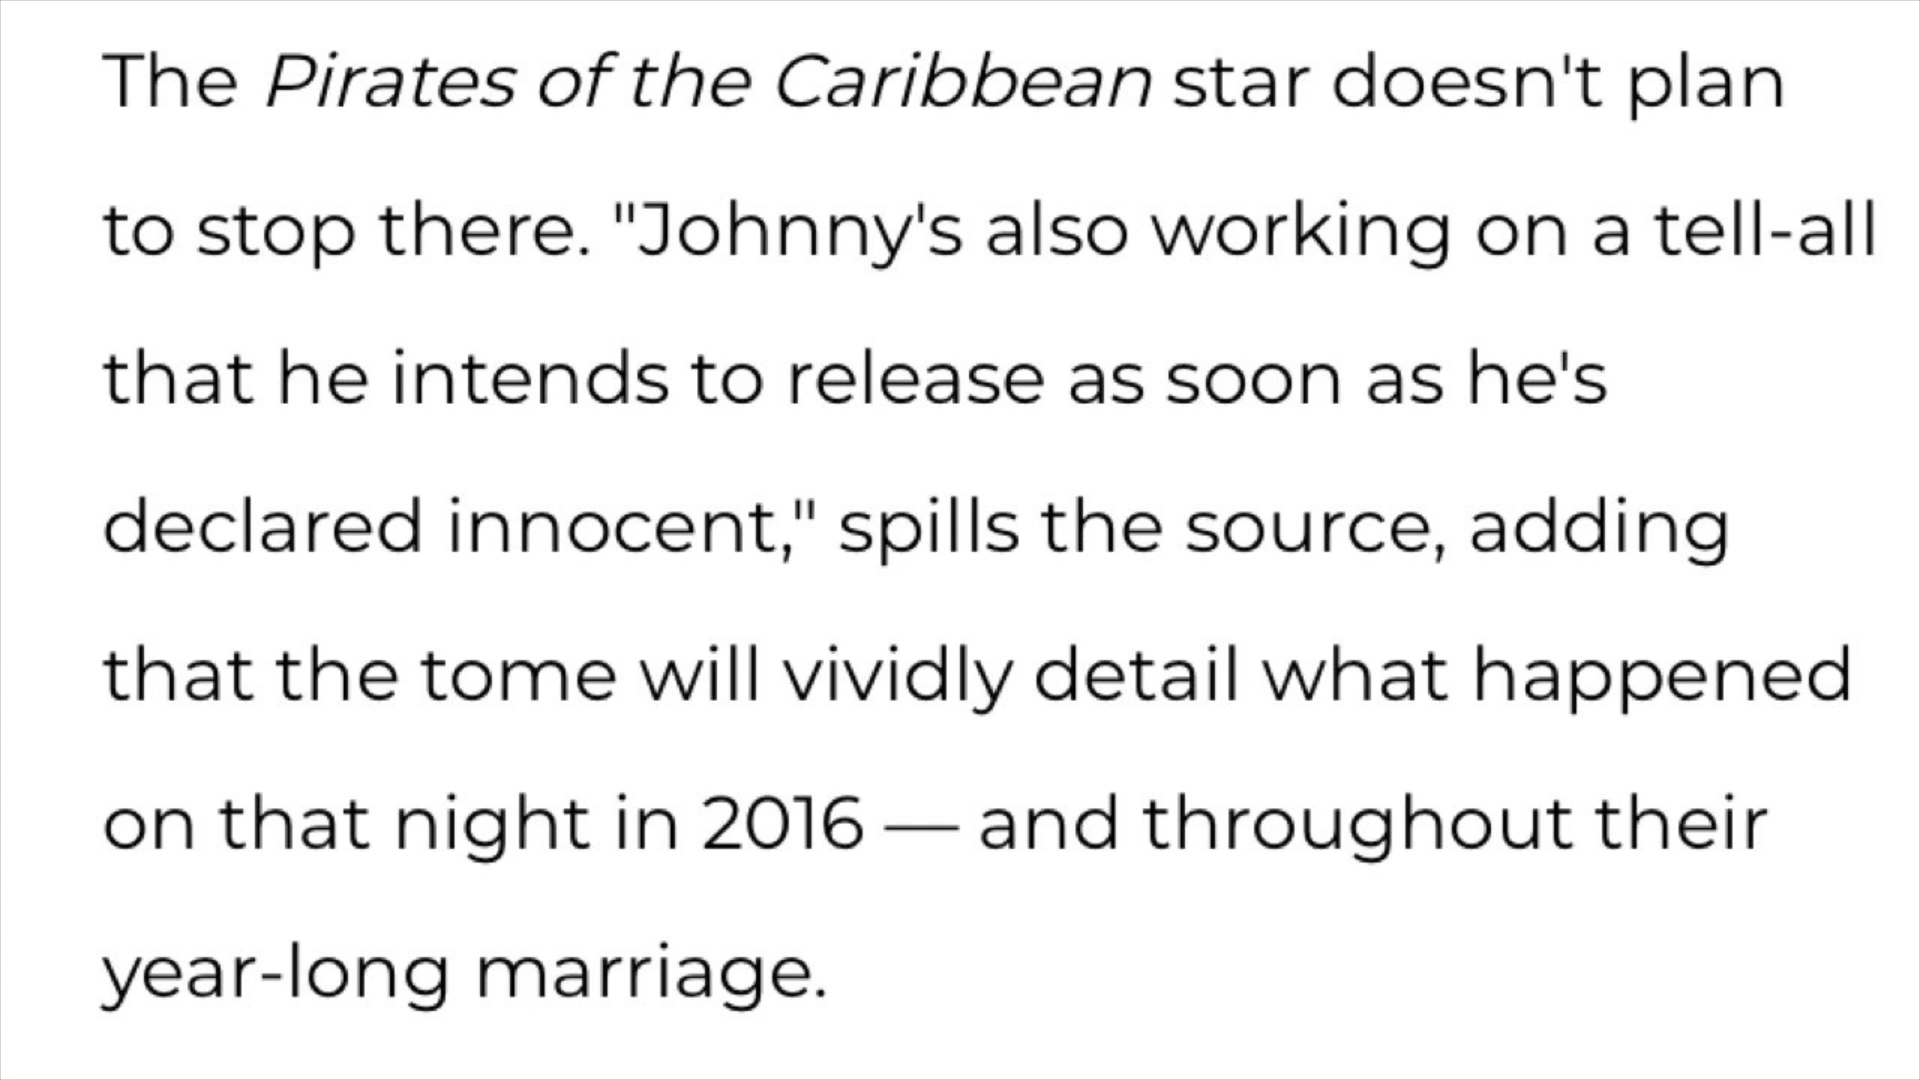 The Pirates of the Caribbean star doesn't plan
to stop there. "Johnny's also working on a tell-all
that he intends to release as soon as he's
declared innocent," spills the source, adding
that the tome will vividly detail what happened
on that night in 2016 — and throughout their
year-long marriage.